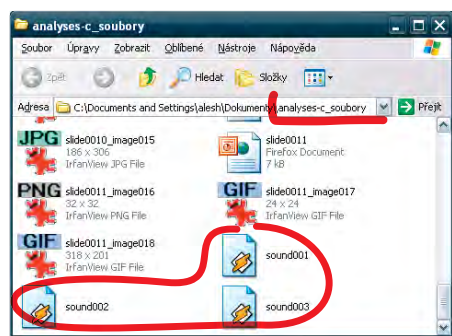 analyses-c_soubory
Soubor Úpravy Zobrazit Oblíbené Nástroje Nápověda
Zpět Hledat Složky
Adresa C:\Documents and Settings\alesh\Dokumenty\analyses-c_soubory Přejít
JPG slide0010_image015
186 x 306
IrfanView JPG File
slide0011
Firefox Document
7 kB
PNG slide0011_image016
32 x 32
IrfanView PNG File
GIF slide0011_image017
24 x 24
IrfanView GIF File
GIF slide0011_image018
318 x 201
IrfanView GIF File
sound001
sound002
sound003